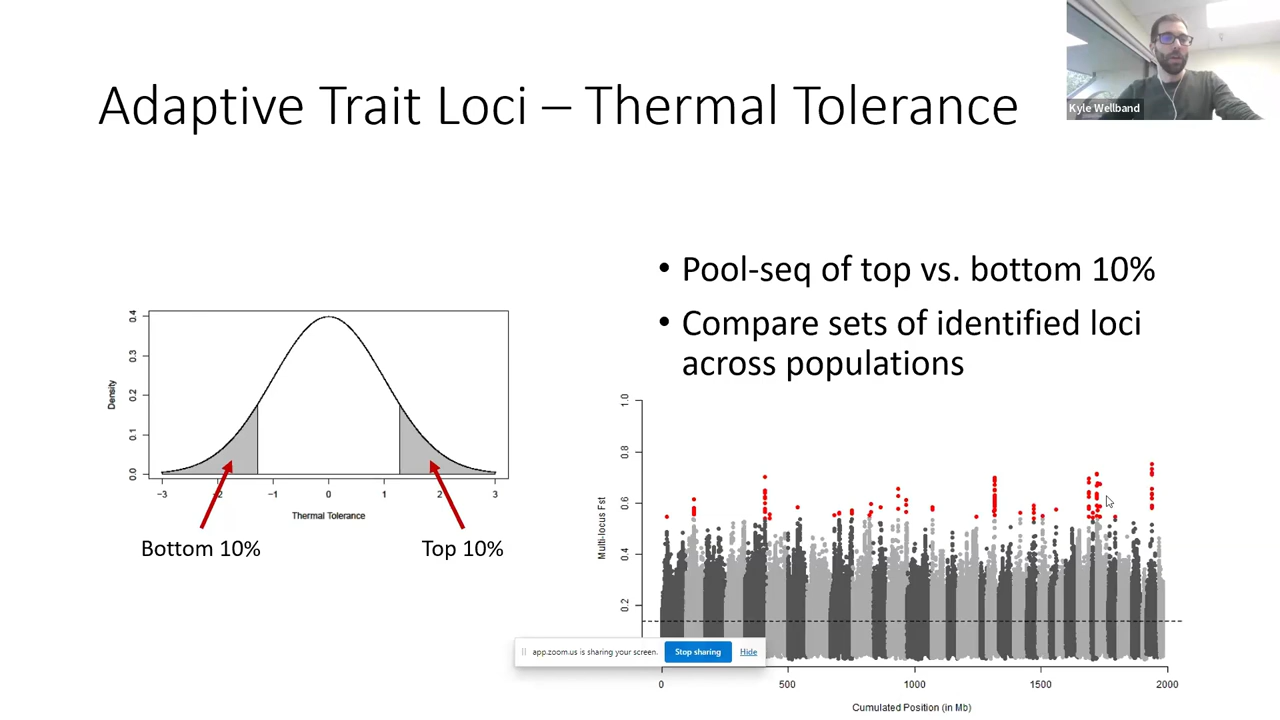 Adaptive Trait Loci – Thermal Tolerance
Kyle Wellband
• Pool-seq of top vs. bottom 10%
• Compare sets of identified loci
across populations
Density
0.4
0.3
0.2
0.1
0.0
−3
−2
−1
0
1
2
3
Thermal Tolerance
Bottom 10%
Top 10%
Multi-locus Fst
1.0
0.8
0.6
0.4
0.2
0
500
1000
1500
2000
Cumulated Position (in Mb)
app.zoom.us is sharing your screen.
Stop sharing
Hide